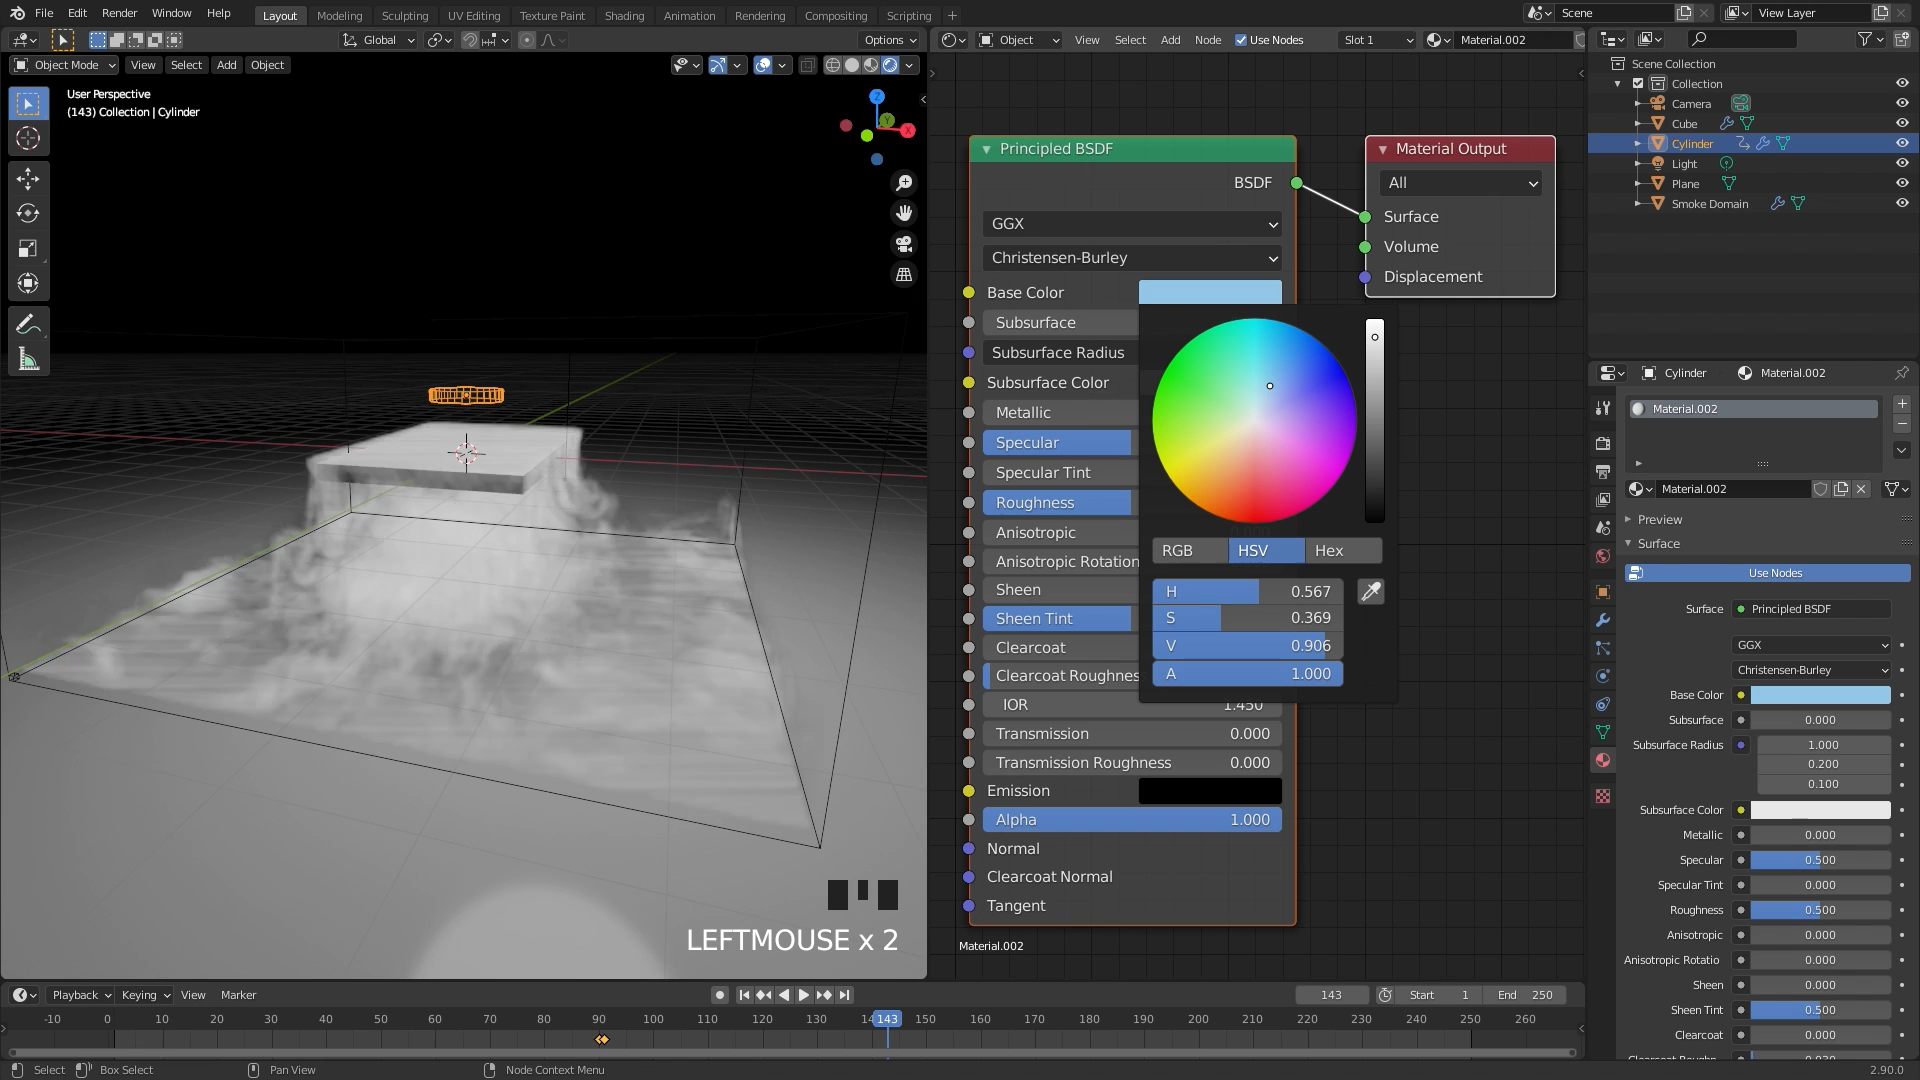 File Edit Render Window Help Layout Modeling Sculpting UV Editing Texture Paint Shading Animation Rendering Compositing Scripting Scene View Layer
Global Options Object View Select Add Node Use Nodes Slot 1 Material.002
Object Mode View Select Add Object
User Perspective
(143) Collection | Cylinder
Z
Y
X
LEFTMOUSE x 2
Principled BSDF
BSDF
GGX
Christensen-Burley
Base Color
Subsurface
Subsurface Radius
Subsurface Color
Metallic
Specular
Specular Tint
Roughness
Anisotropic
Anisotropic Rotation
Sheen
Sheen Tint
Clearcoat
Clearcoat Roughnes
IOR 1.450
Transmission 0.000
Transmission Roughness 0.000
Emission
Alpha 1.000
Normal
Clearcoat Normal
Tangent
Material.002
Material Output
All
Surface
Volume
Displacement
RGB HSV Hex
H 0.567
S 0.369
V 0.906
A 1.000
Scene Collection
Collection
Camera
Cube
Cylinder
Light
Plane
Smoke Domain
Cylinder Material.002
Material.002
Material.002
Preview
Surface
Use Nodes
Surface Principled BSDF
GGX
Christensen-Burley
Base Color
Subsurface 0.000
Subsurface Radius 1.000
0.200
0.100
Subsurface Color
Metallic 0.000
Specular 0.500
Specular Tint 0.000
Roughness 0.500
Anisotropic 0.000
Anisotropic Rotatio 0.000
Sheen 0.000
Sheen Tint 0.500
Clearcoat 0.000
Playback Keying View Marker 143 Start 1 End 250
-10 0 10 20 30 40 50 60 70 80 90 100 110 120 130 143 150 160 170 180 190 200 210 220 230 240 250 260
Select Box Select Pan View Node Context Menu 2.90.0